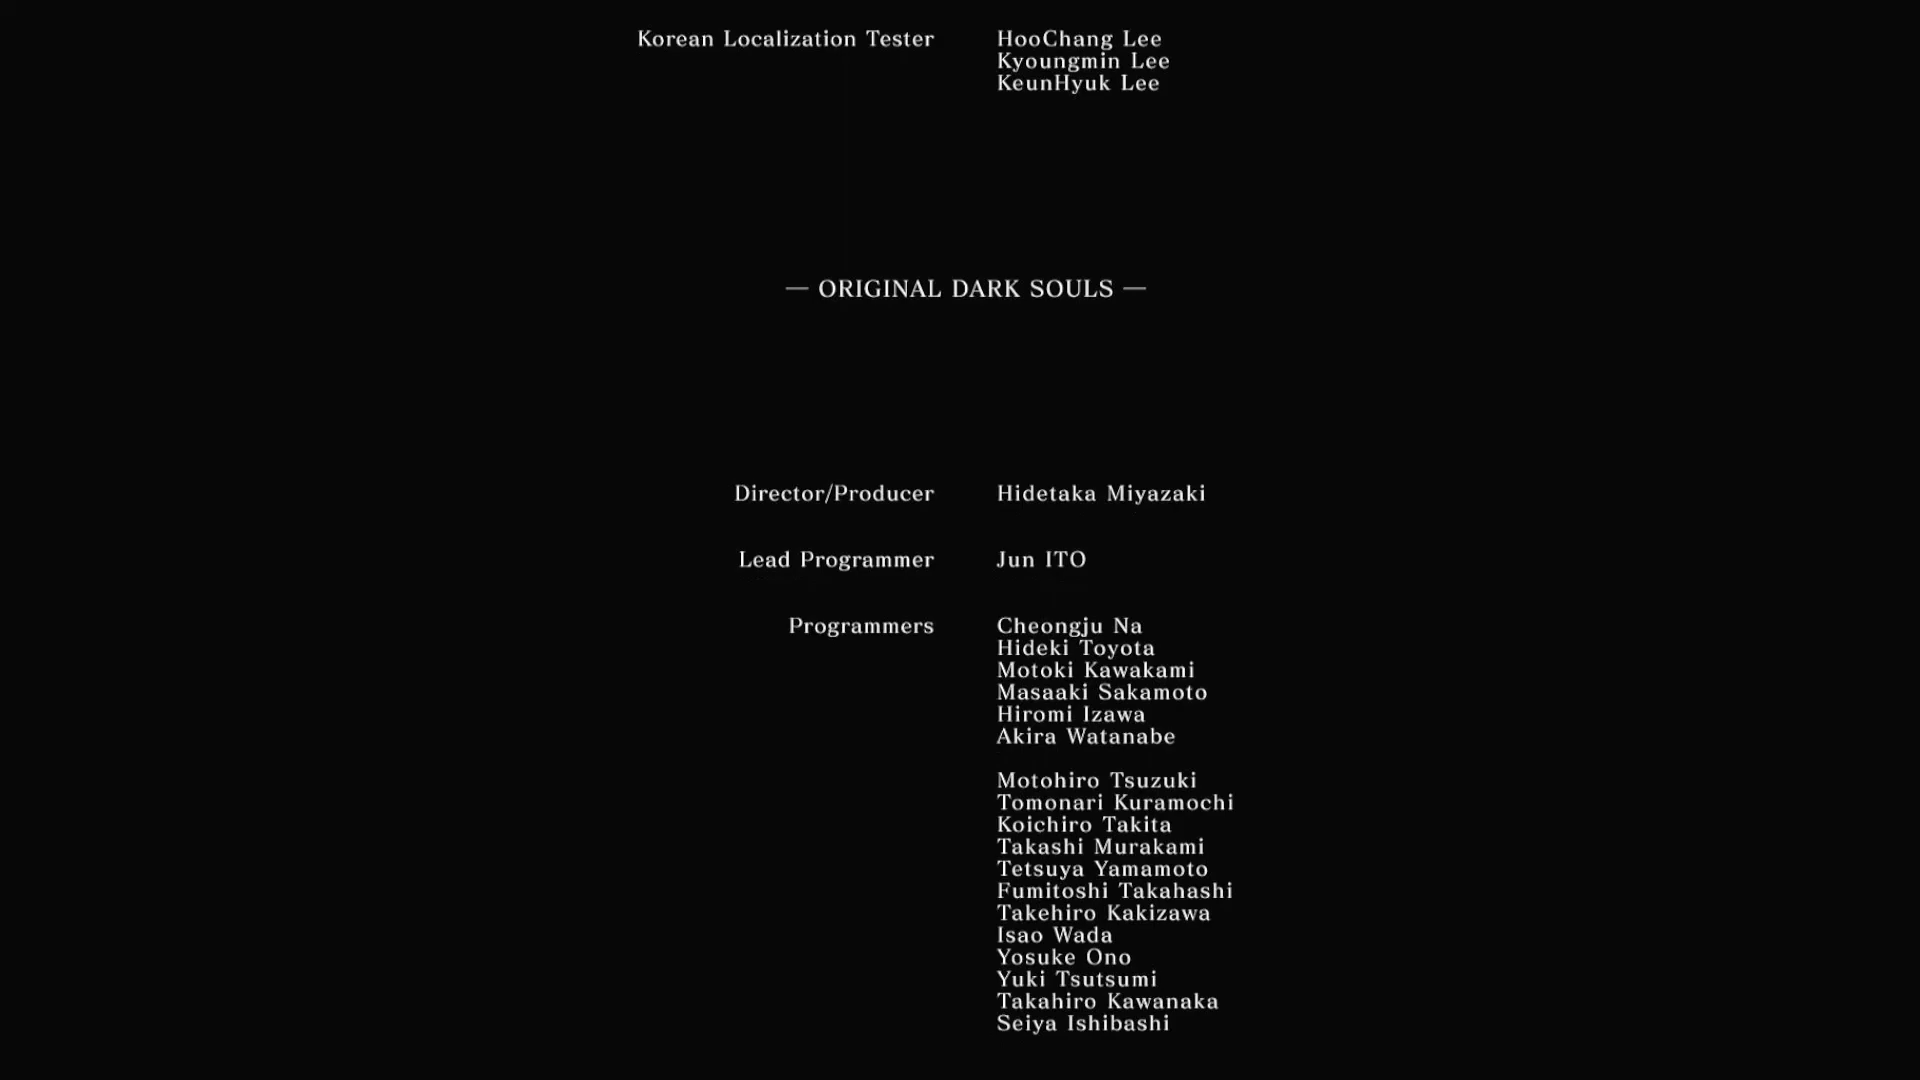 Korean Localization Tester HooChang Lee
Kyoungmin Lee
KeunHyuk Lee
— ORIGINAL DARK SOULS —
Director/Producer Hidetaka Miyazaki
Lead Programmer Jun ITO
Programmers Cheongju Na
Hideki Toyota
Motoki Kawakami
Masaaki Sakamoto
Hiromi Izawa
Akira Watanabe
Motohiro Tsuzuki
Tomonari Kuramochi
Koichiro Takita
Takashi Murakami
Tetsuya Yamamoto
Fumitoshi Takahashi
Takehiro Kakizawa
Isao Wada
Yosuke Ono
Yuki Tsutsumi
Takahiro Kawanaka
Seiya Ishibashi